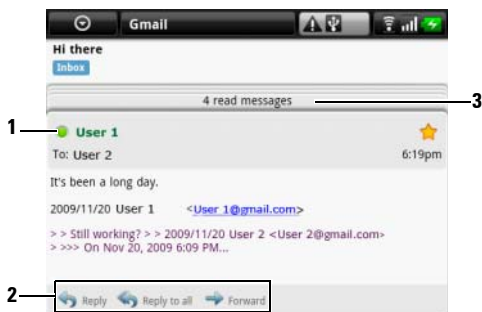 Gmail
Hi there
Inbox
4 read messages
3
1
User 1
To: User 2
6:19pm
It's been a long day.
2009/11/20 User 1 <User 1@gmail.com>
> > Still working? > > 2009/11/20 User 2 <User 2@gmail.com>
> >>> On Nov 20, 2009 6:09 PM...
2
Reply Reply to all Forward